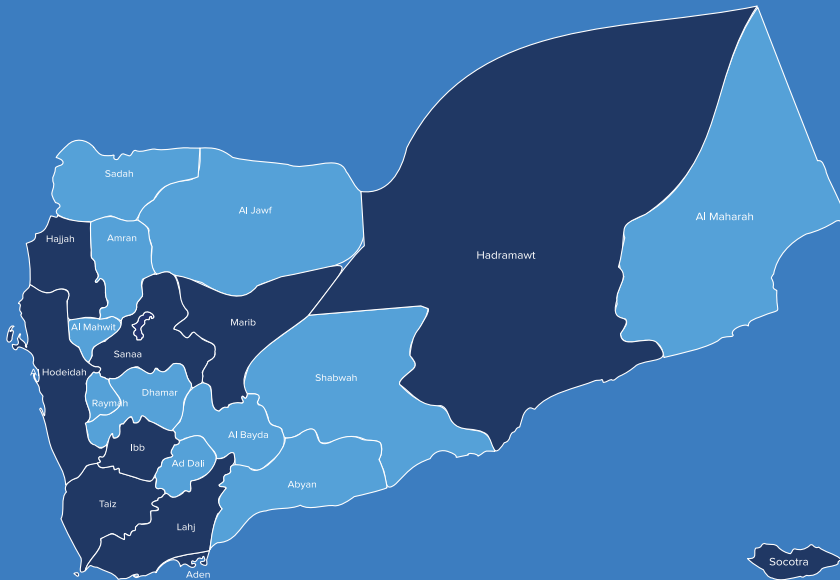 Sadah
Al Jawf
Al Maharah
Hajjah
Amran
Hadramawt
Marib
Al Mahwit
Sanaa
Al Hodeidah
Shabwah
Dhamar
Raymah
Al Bayda
Ibb
Ad Dali
Abyan
Taiz
Lahj
Socotra
Aden